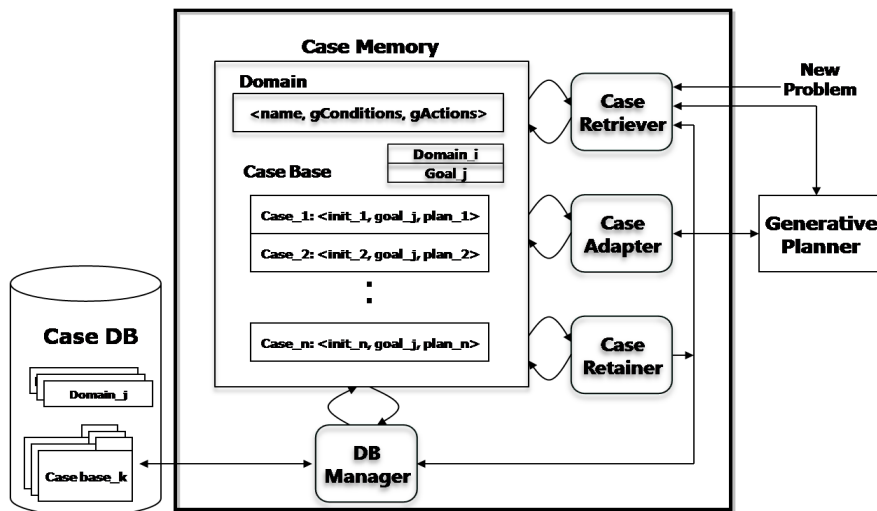 Case Memory
Domain
<name, gConditions, gActions>
Domain_i
Goal_j
Case Base
Case_1: <init_1, goal_j, plan_1>
Case_2: <init_2, goal_j, plan_2>
:
Case_n: <init_n, goal_j, plan_n>
Case
Retriever
Case
Adapter
Case
Retainer
New
Problem
Generative
Planner
Case DB
Domain_j
Case base_k
DB
Manager